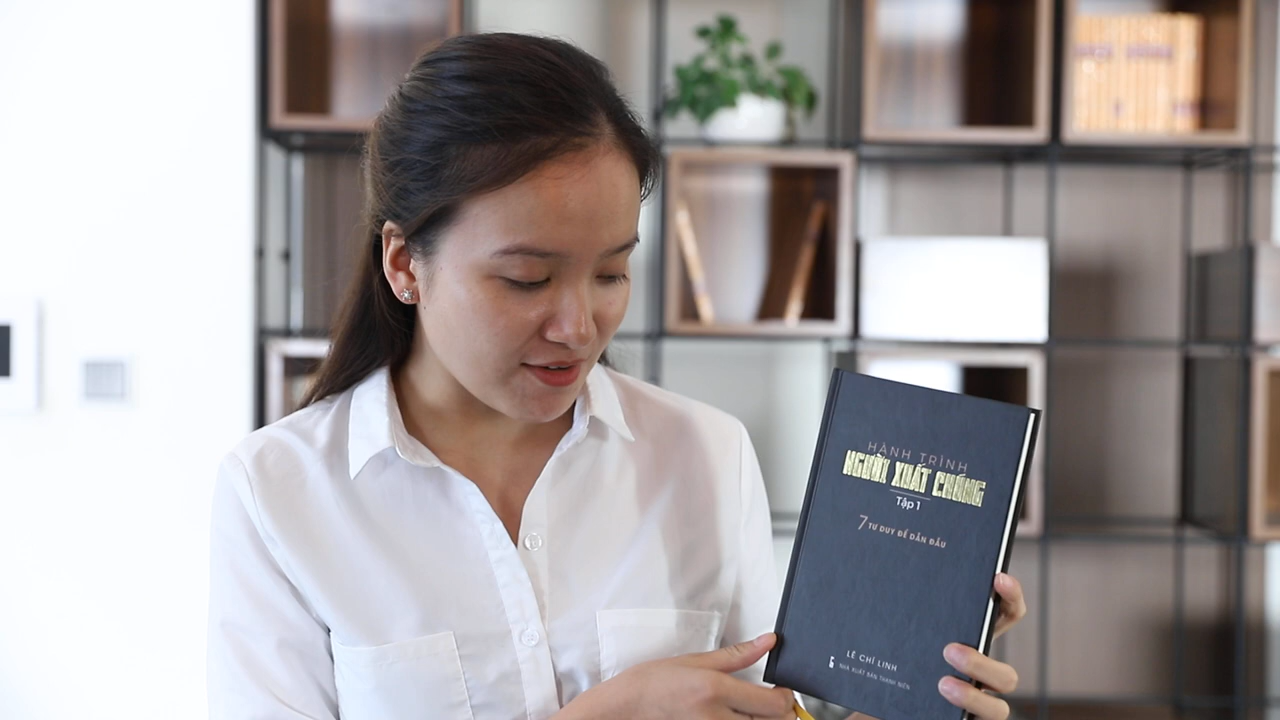 HÀNH TRÌNH
NGƯỜI XUẤT CHÚNG
Tập 1
7 TƯ DUY ĐỂ DẪN ĐẦU
LÊ CHÍ LINH
NHÀ XUẤT BẢN THANH NIÊN